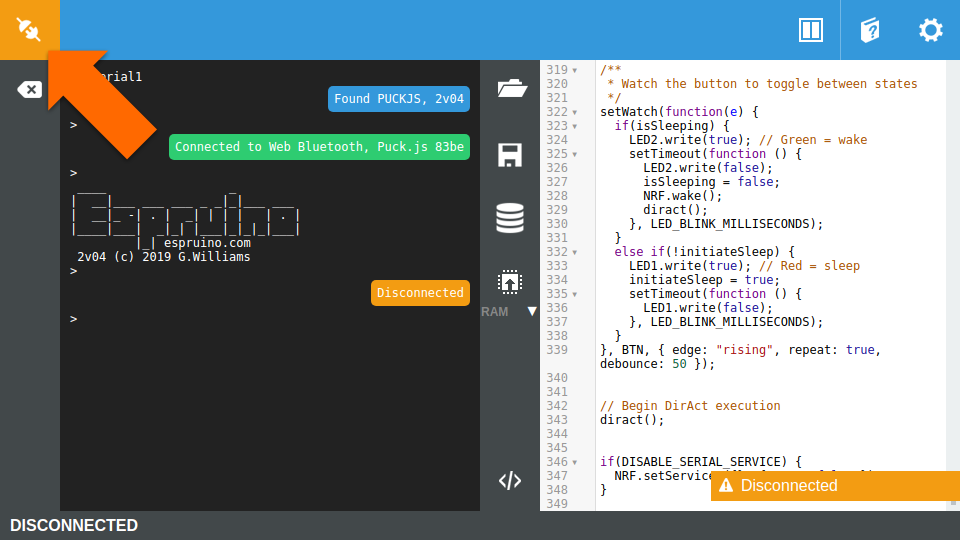 Found PUCKJS, 2v04
>
Connected to Web Bluetooth, Puck.js 83be
>
espruino.com
2v04 (c) 2019 G.Williams
>
Disconnected
>
RAM ▼
319 /**
320  * Watch the button to toggle between states
321  */
322 setWatch(function(e) {
323   if(isSleeping) {
324     LED2.write(true); // Green = wake
325     setTimeout(function () {
326       LED2.write(false);
327       isSleeping = false;
328       NRF.wake();
329       diract();
330     }, LED_BLINK_MILLISECONDS);
331   }
332   else if(!initiateSleep) {
333     LED1.write(true); // Red = sleep
334     initiateSleep = true;
335     setTimeout(function () {
336       LED1.write(false);
337     }, LED_BLINK_MILLISECONDS);
338   }
339 }, BTN, { edge: "rising", repeat: true,
debounce: 50 });
340
341
342 // Begin DirAct execution
343 diract();
344
345
346 if(DISABLE_SERIAL_SERVICE) {
347   NRF.setService
348 }
349
Disconnected
DISCONNECTED